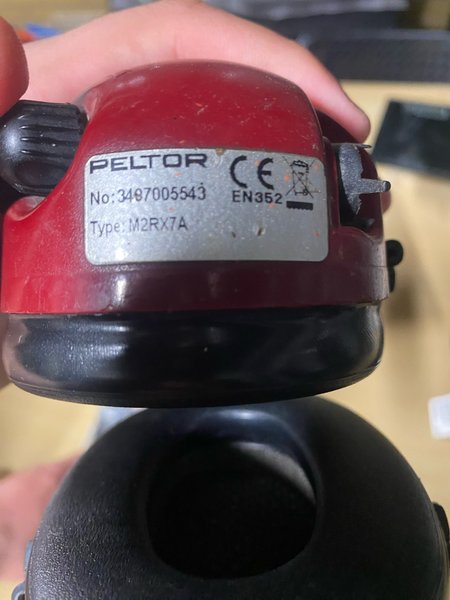 PELTOR
No: 3497005543
Type: M2RX7A
CE
EN352